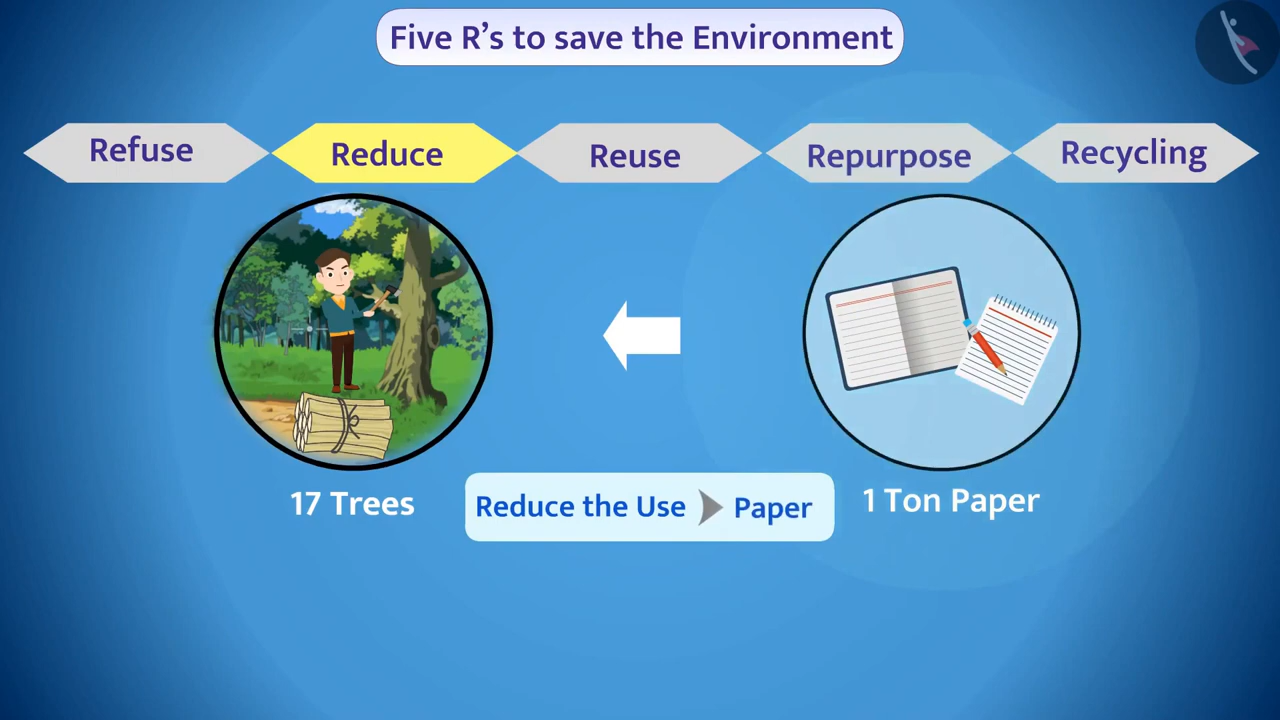 Five R’s to save the Environment
Refuse
Reduce
Reuse
Repurpose
Recycling
17 Trees
Reduce the Use
Paper
1 Ton Paper